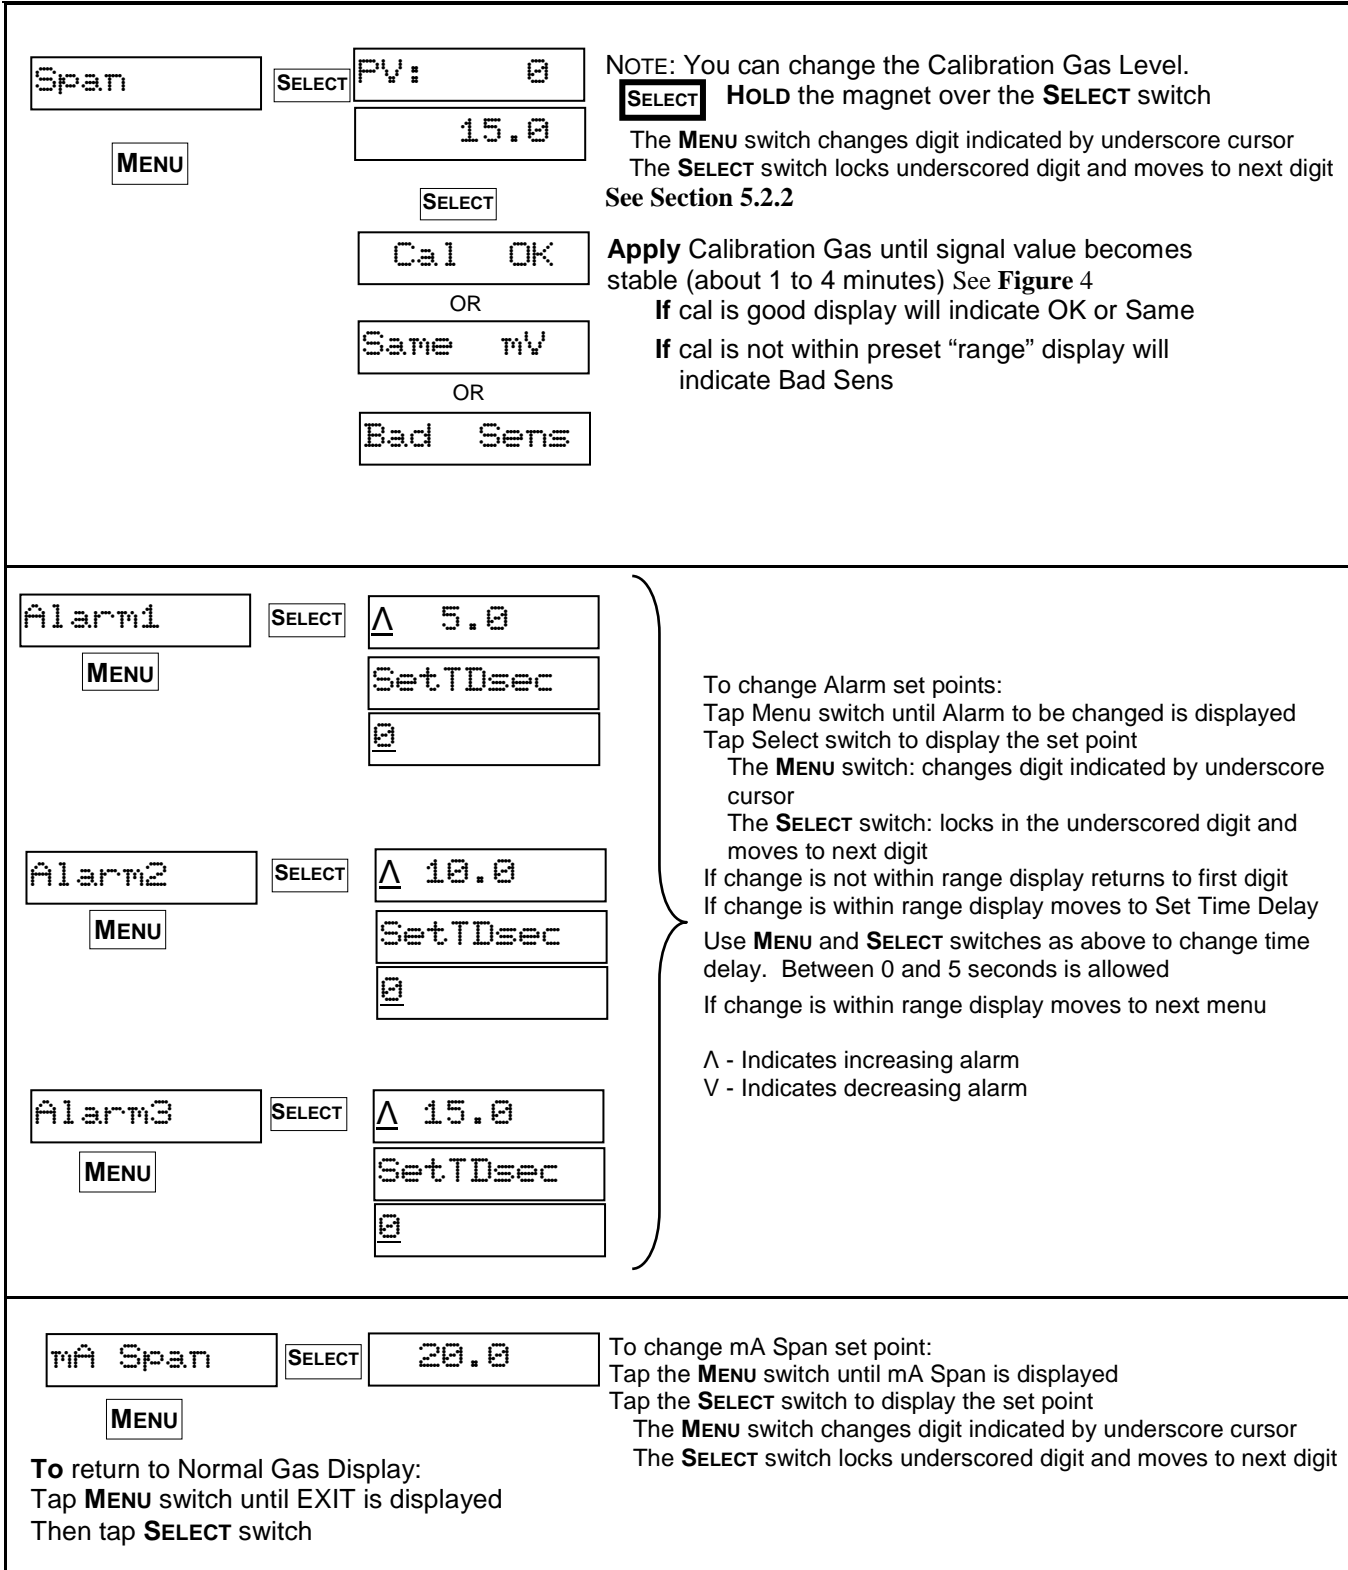 Span
SELECT
PV: 0
15.0
MENU
NOTE: You can change the Calibration Gas Level.
SELECT HOLD the magnet over the SELECT switch
The MENU switch changes digit indicated by underscore cursor
The SELECT switch locks underscored digit and moves to next digit
See Section 5.2.2
SELECT
Cal OK
OR
Same mV
OR
Bad Sens
Apply Calibration Gas until signal value becomes
stable (about 1 to 4 minutes) See Figure 4
If cal is good display will indicate OK or Same
If cal is not within preset “range” display will
indicate Bad Sens
Alarm1
SELECT
Λ 5.0
MENU
SetTDsec
0
Alarm2
SELECT
Λ 10.0
MENU
SetTDsec
0
Alarm3
SELECT
Λ 15.0
MENU
SetTDsec
0
To change Alarm set points:
Tap Menu switch until Alarm to be changed is displayed
Tap Select switch to display the set point
The MENU switch: changes digit indicated by underscore
cursor
The SELECT switch: locks in the underscored digit and
moves to next digit
If change is not within range display returns to first digit
If change is within range display moves to Set Time Delay
Use MENU and SELECT switches as above to change time
delay. Between 0 and 5 seconds is allowed
If change is within range display moves to next menu
Λ - Indicates increasing alarm
V - Indicates decreasing alarm
mA Span
SELECT
20.0
MENU
To change mA Span set point:
Tap the MENU switch until mA Span is displayed
Tap the SELECT switch to display the set point
The MENU switch changes digit indicated by underscore cursor
The SELECT switch locks underscored digit and moves to next digit
To return to Normal Gas Display:
Tap MENU switch until EXIT is displayed
Then tap SELECT switch